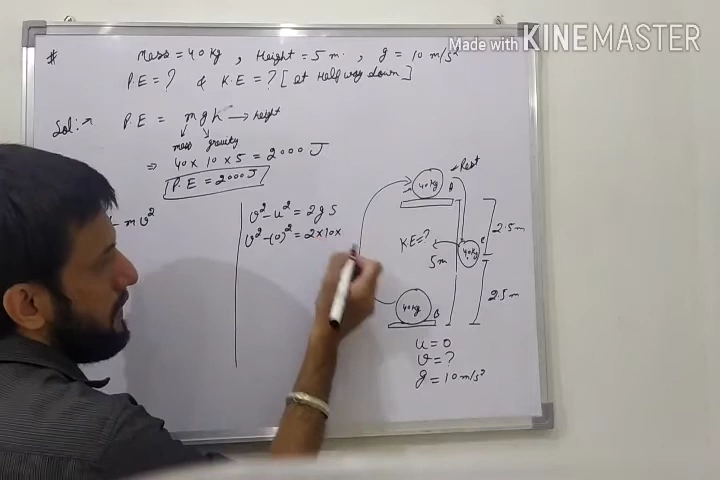 Made with KINEMASTER
# Mass = 40 kg, Height = 5 m, g = 10 m/s²
P.E = ? & K.E = ? [at Half way down]
Sol:↗ P.E = mgh → height
mass gravity
⇒ 40 × 10 × 5 = 2000 J
P.E = 2000 J
mv²
v² - u² = 2gS
v² - (0)² = 2×10×
Rest
40kg A
2.5m
KE=? 40kg C
5m
2.5m
40kg B
u = 0
v = ?
g = 10 m/s²